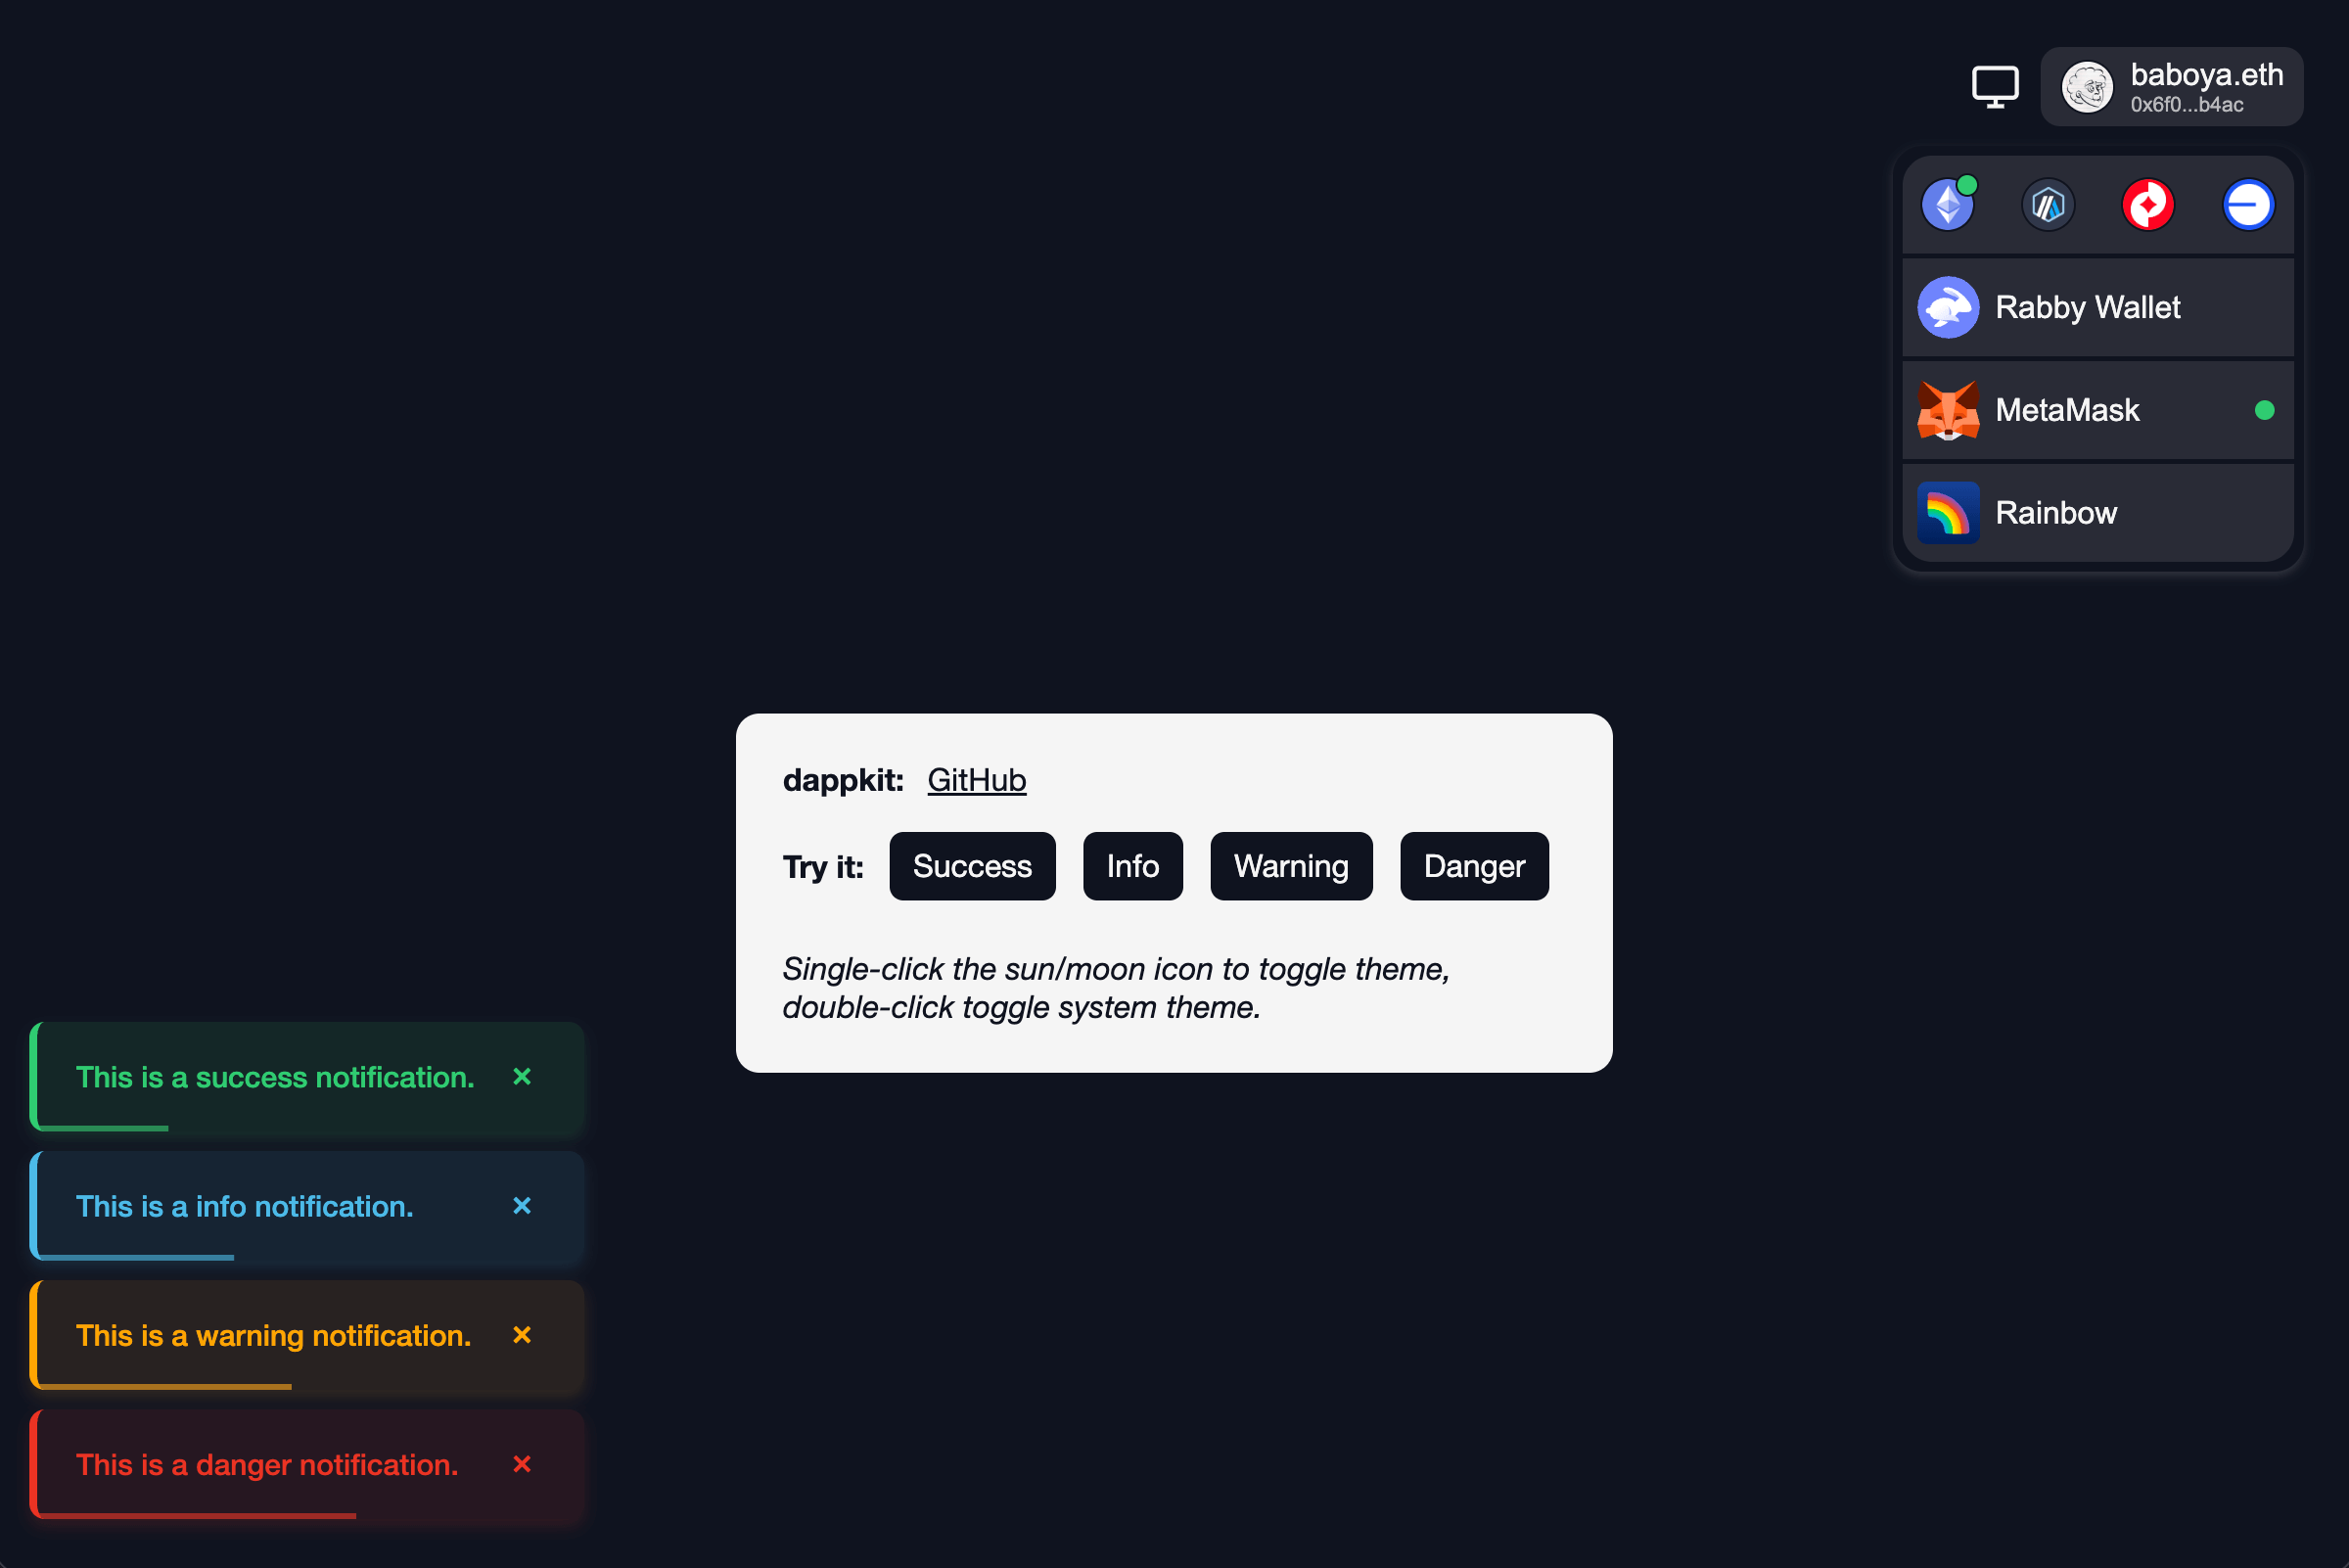 baboya.eth
0x6f0...b4ac
Rabby Wallet
MetaMask
Rainbow
dappkit: GitHub
Try it: Success Info Warning Danger
Single-click the sun/moon icon to toggle theme,
double-click toggle system theme.
This is a success notification. ×
This is a info notification. ×
This is a warning notification. ×
This is a danger notification. ×